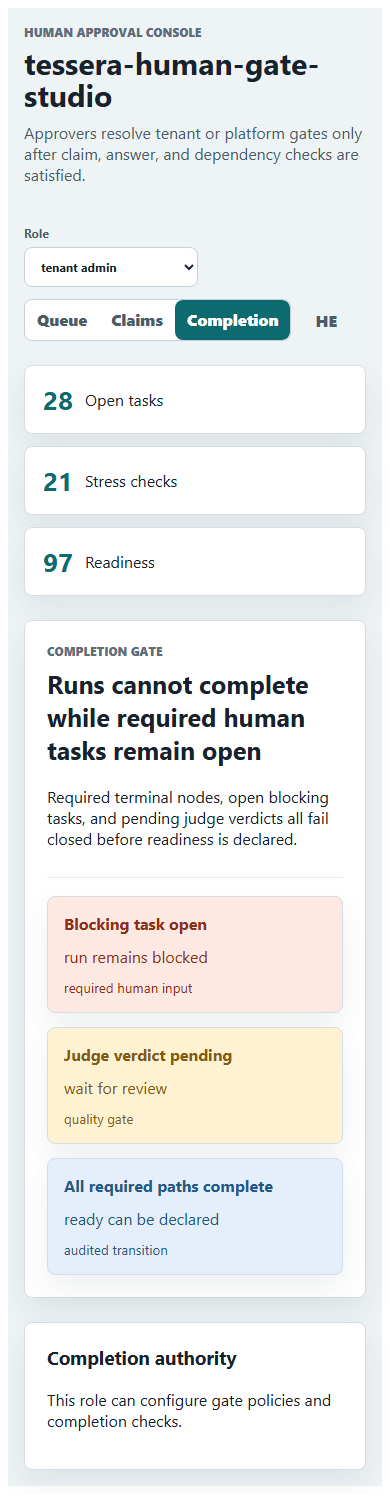 HUMAN APPROVAL CONSOLE
tessera-human-gate-
studio
Approvers resolve tenant or platform gates only
after claim, answer, and dependency checks are
satisfied.
Role
tenant admin
Queue Claims Completion HE
28 Open tasks
21 Stress checks
97 Readiness
COMPLETION GATE
Runs cannot complete
while required human
tasks remain open
Required terminal nodes, open blocking
tasks, and pending judge verdicts all fail
closed before readiness is declared.
Blocking task open
run remains blocked
required human input
Judge verdict pending
wait for review
quality gate
All required paths complete
ready can be declared
audited transition
Completion authority
This role can configure gate policies and
completion checks.